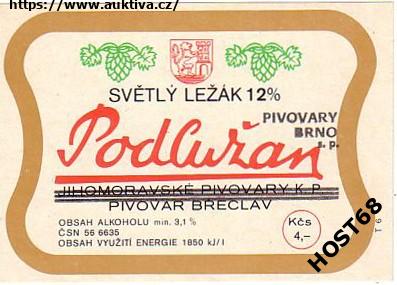 https://www.auktiva.cz/
SVĚTLÝ LEŽÁK 12%
PIVOVARY
BRNO
s.p.
Podlužan
JIHOMORAVSKÉ PIVOVARY K.P.
PIVOVAR BŘECLAV
OBSAH ALKOHOLU min. 3,1 %
ČSN 56 6635
OBSAH VYUŽITÍ ENERGIE 1850 kJ/l
Kčs
4,–
T 6
HOST68